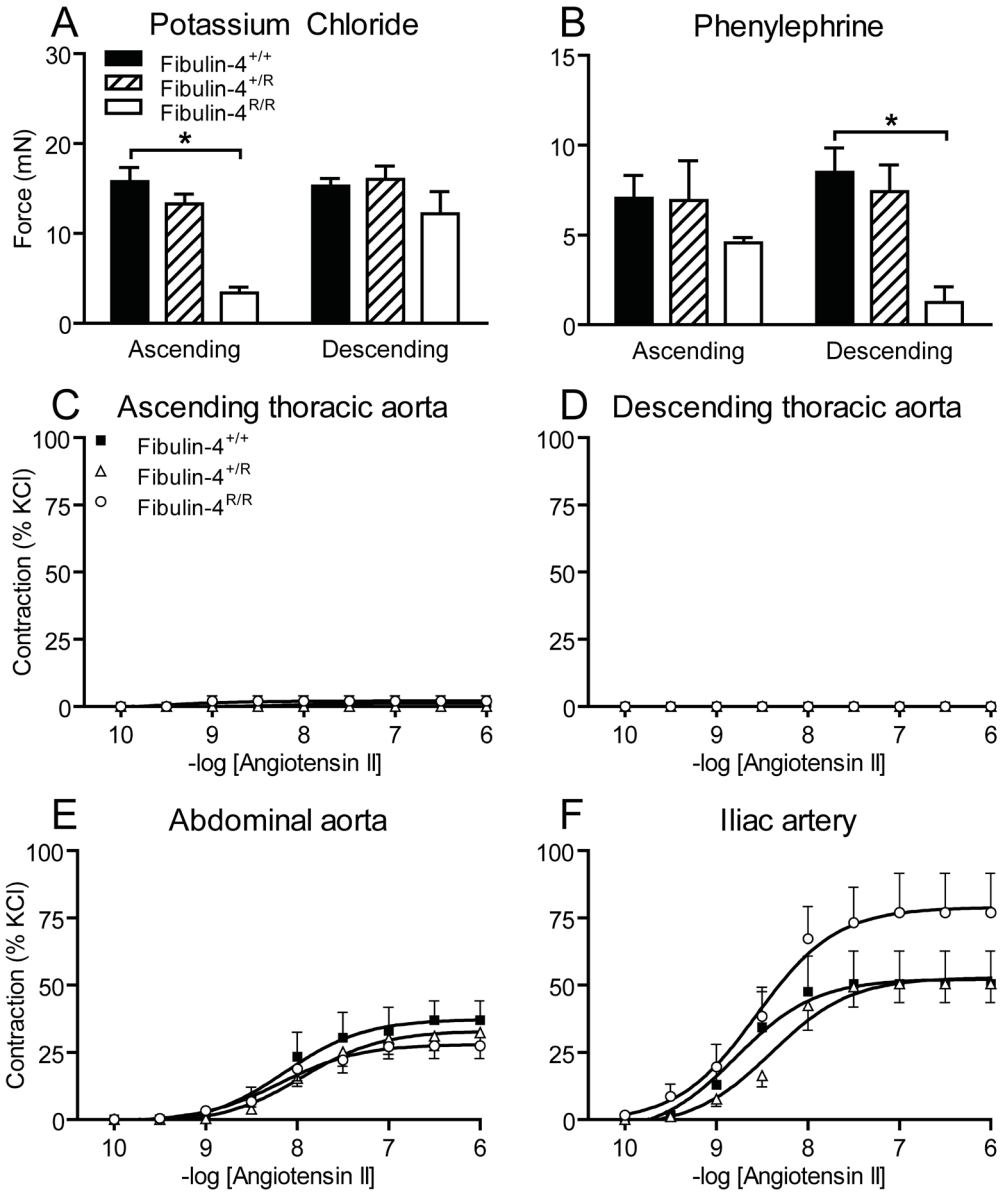 A Potassium Chloride
Force (mN)
30
20
10
0
Fibulin-4+/+
Fibulin-4+/R
Fibulin-4R/R
*
Ascending Descending
B Phenylephrine
15
10
5
0
*
Ascending Descending
C Ascending thoracic aorta
Contraction (% KCl)
100
75
50
25
0
Fibulin-4+/+
Fibulin-4+/R
Fibulin-4R/R
10 9 8 7 6
-log [Angiotensin II]
D Descending thoracic aorta
100
75
50
25
0
10 9 8 7 6
-log [Angiotensin II]
E Abdominal aorta
Contraction (% KCl)
100
75
50
25
0
10 9 8 7 6
-log [Angiotensin II]
F Iliac artery
100
75
50
25
0
10 9 8 7 6
-log [Angiotensin II]